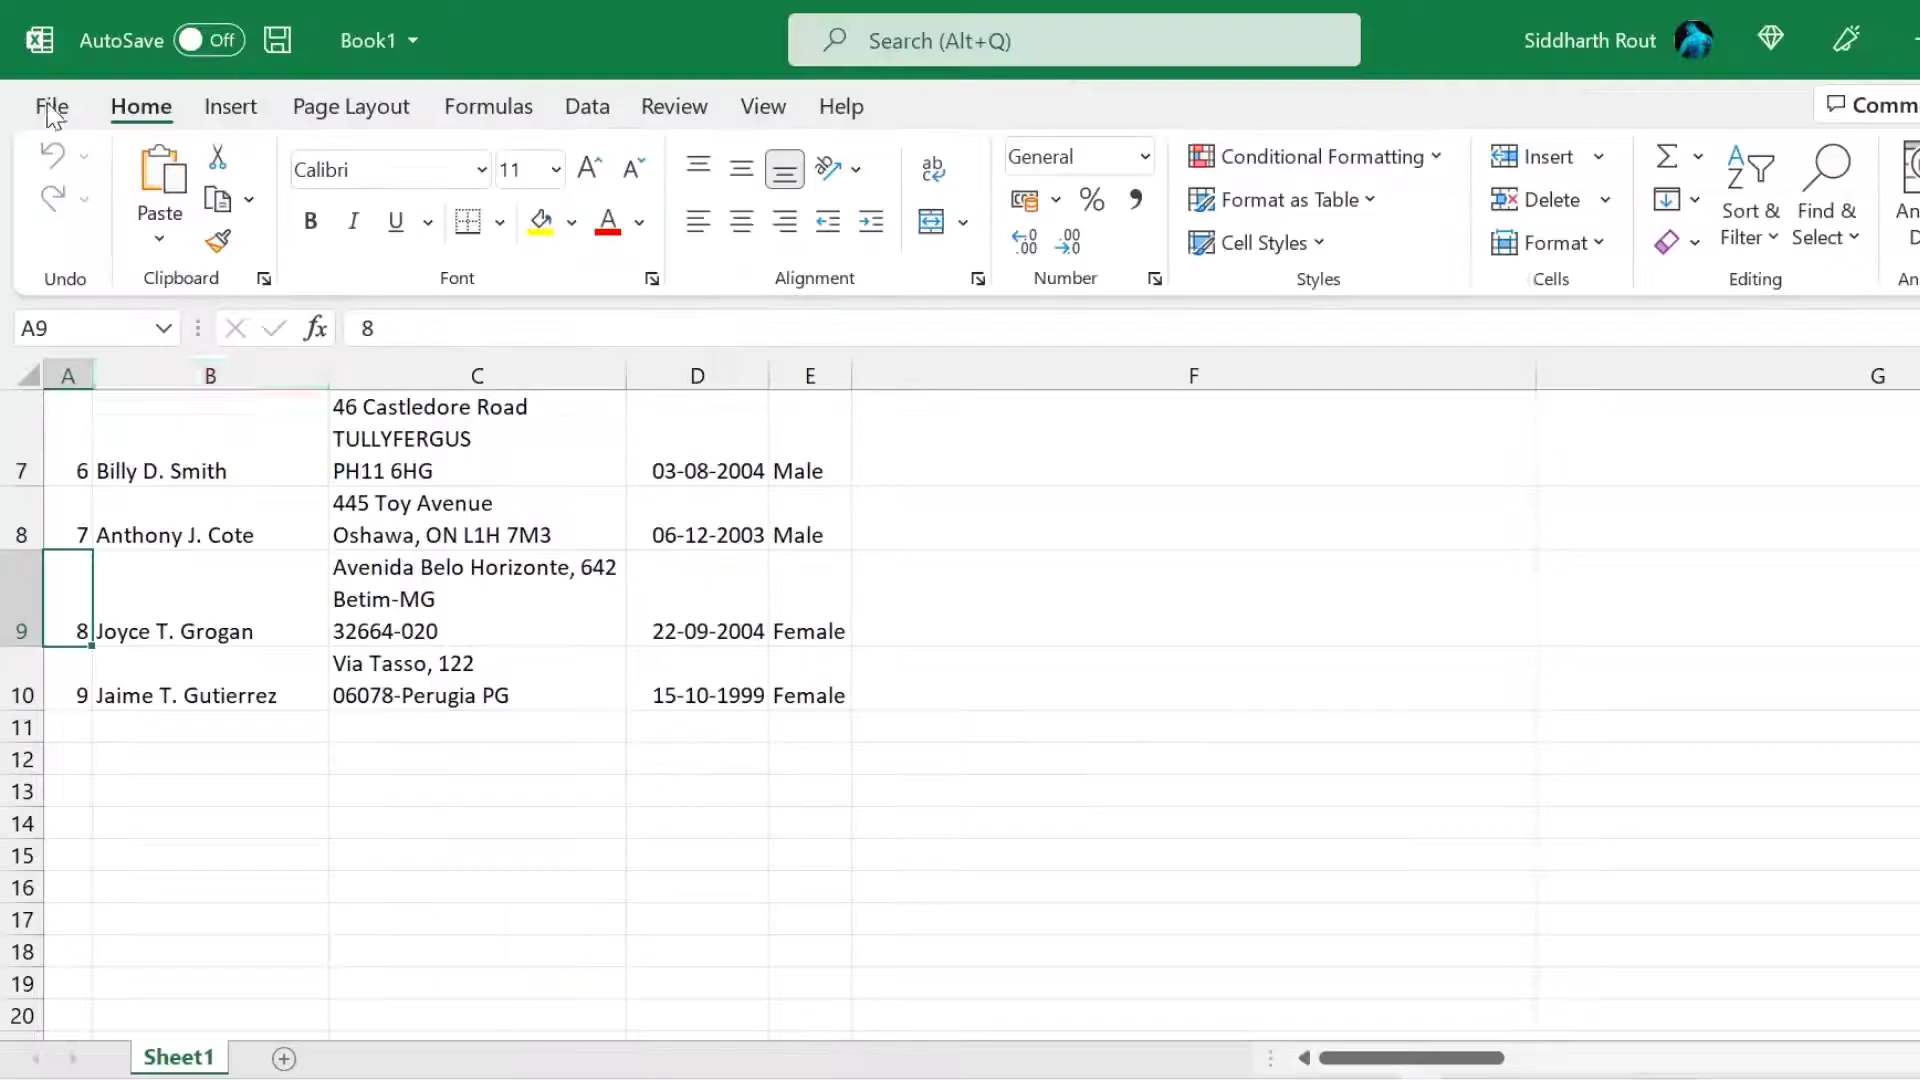 AutoSave Off Book1 Search (Alt+Q) Siddharth Rout
File Home Insert Page Layout Formulas Data Review View Help
Paste Calibri 11 General Conditional Formatting Insert
B I U ab % Format as Table Delete Sort & Find &
Cell Styles Format Filter Select
Undo Clipboard Font Alignment Number Styles Cells Editing
A9 fx 8
A B C D E F G
46 Castledore Road
TULLYFERGUS
7 6 Billy D. Smith PH11 6HG 03-08-2004 Male
445 Toy Avenue
8 7 Anthony J. Cote Oshawa, ON L1H 7M3 06-12-2003 Male
Avenida Belo Horizonte, 642
Betim-MG
9 8 Joyce T. Grogan 32664-020 22-09-2004 Female
Via Tasso, 122
10 9 Jaime T. Gutierrez 06078-Perugia PG 15-10-1999 Female
11
12
13
14
15
16
17
18
19
20
Sheet1